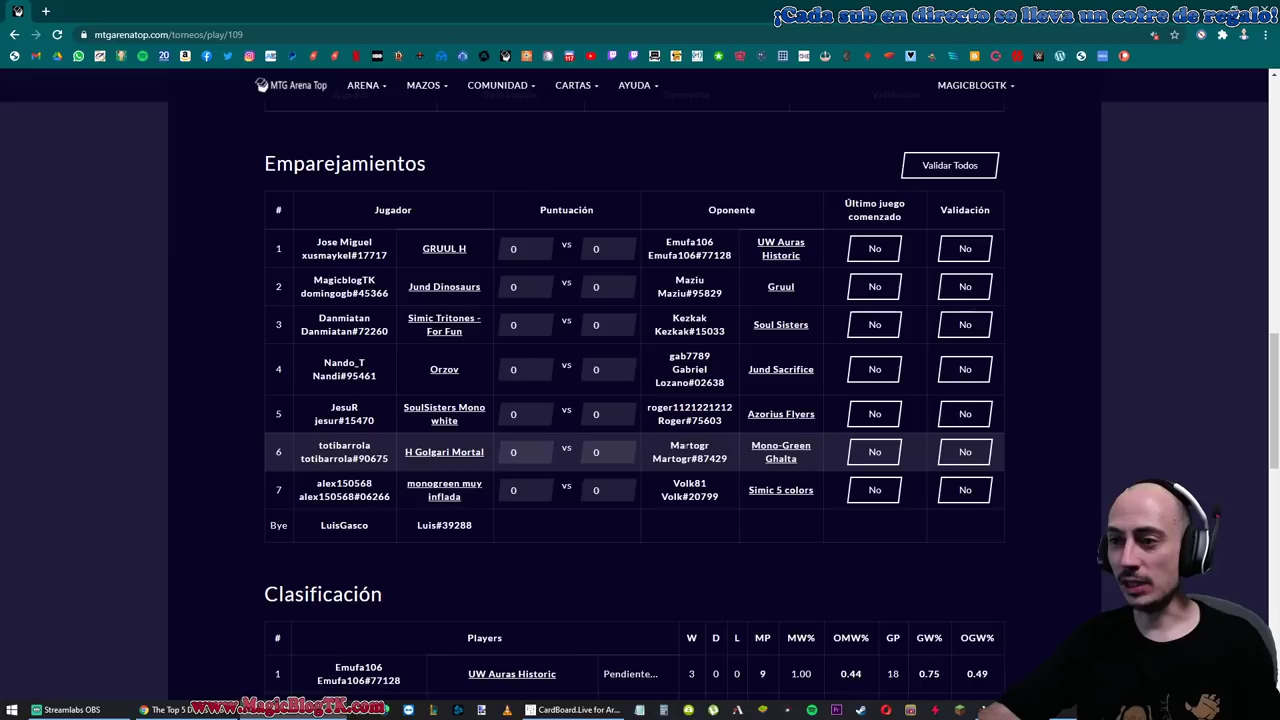 ¡Cada sub en directo se lleva un cofre de regalo!
mtgarenatop.com/torneos/play/109
MTG Arena Top ARENA MAZOS COMUNIDAD CARTAS AYUDA MAGICBLOGTK
Emparejamientos
Validar Todos
# Jugador Puntuación Oponente Último juego comenzado Validación
1 Jose Miguel xusmaykel#17717 GRUUL H 0 vs 0 Emufa106 Emufa106#77128 UW Auras Historic No No
2 MagicblogTK domingogb#45366 Jund Dinosaurs 0 vs 0 Maziu Maziu#95829 Gruul No No
3 Danmiatan Danmiatan#72260 Simic Tritones - For Fun 0 vs 0 Kezkak Kezkak#15033 Soul Sisters No No
4 Nando_T Nandi#95461 Orzov 0 vs 0 gab7789 Gabriel Lozano#02638 Jund Sacrifice No No
5 JesuR jesur#15470 SoulSisters Mono white 0 vs 0 roger1121221212 Roger#75603 Azorius Flyers No No
6 totibarrola totibarrola#90675 H Golgari Mortal 0 vs 0 Martogr Martogr#87429 Mono-Green Ghalta No No
7 alex150568 alex150568#06266 monogreen muy inflada 0 vs 0 Volk81 Volk#20799 Simic 5 colors No No
Bye LuisGasco Luis#39288
Clasificación
# Players W D L MP MW% OMW% GP GW% OGW%
1 Emufa106 Emufa106#77128 UW Auras Historic Pendiente... 3 0 0 9 1.00 0.44 18 0.75 0.49
Streamlabs OBS
The Top 5 D
www.MagicBlogTK.com
CardBoard.Live for Ar...